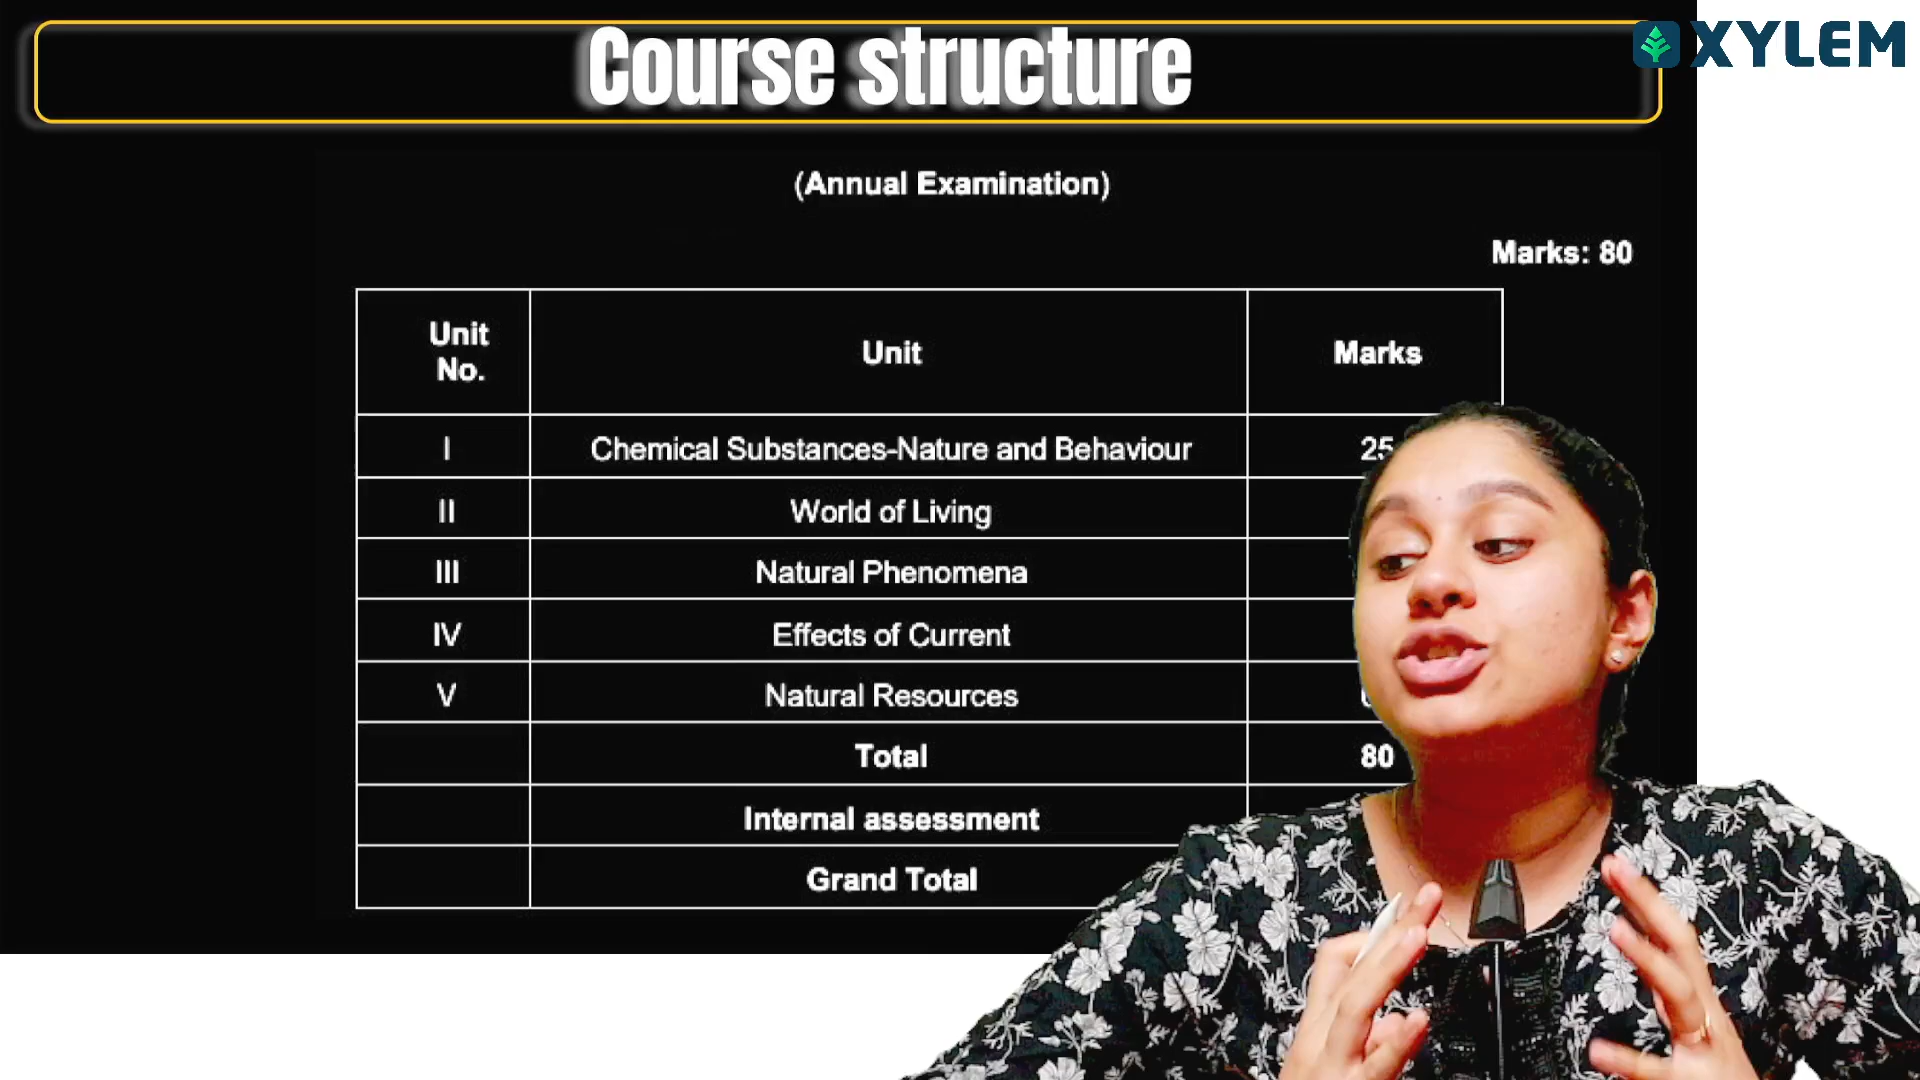 Course structure
XYLEM
(Annual Examination)
Marks: 80
Unit No. Unit Marks
I Chemical Substances-Nature and Behaviour 25
II World of Living
III Natural Phenomena
IV Effects of Current
V Natural Resources
Total 80
Internal assessment
Grand Total